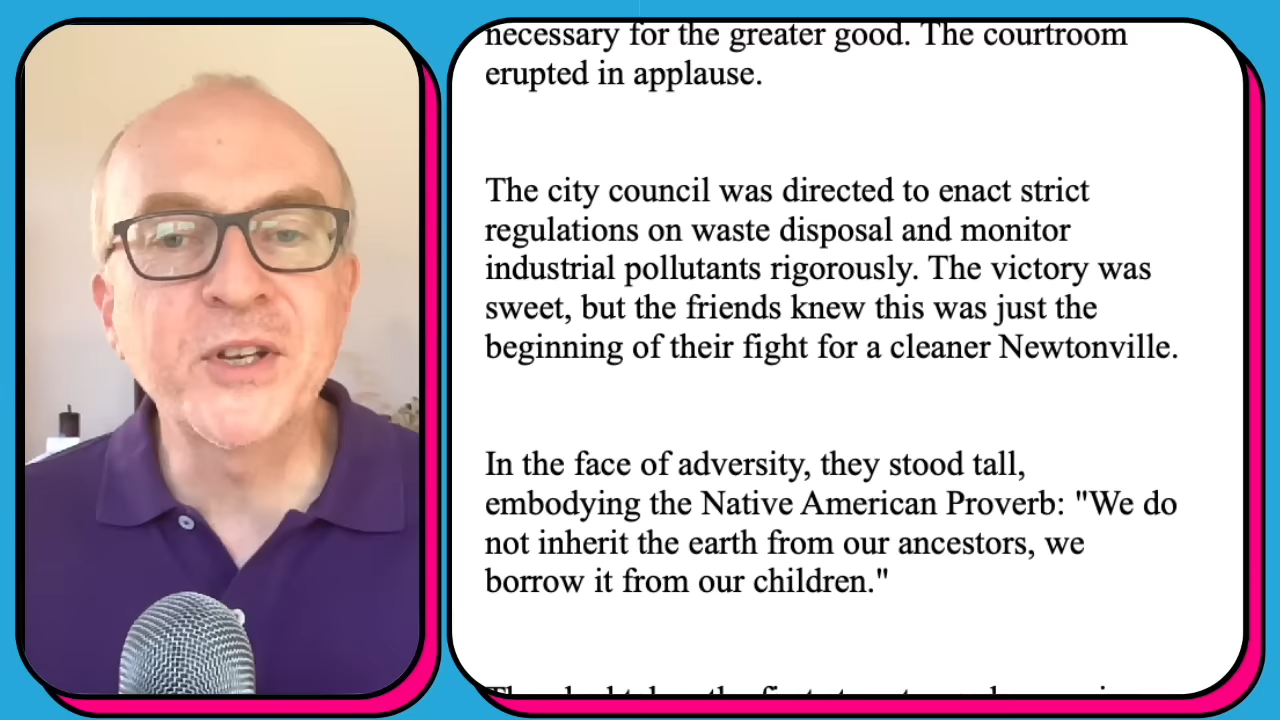 necessary for the greater good. The courtroom
erupted in applause.
The city council was directed to enact strict
regulations on waste disposal and monitor
industrial pollutants rigorously. The victory was
sweet, but the friends knew this was just the
beginning of their fight for a cleaner Newtonville.
In the face of adversity, they stood tall,
embodying the Native American Proverb: "We do
not inherit the earth from our ancestors, we
borrow it from our children."